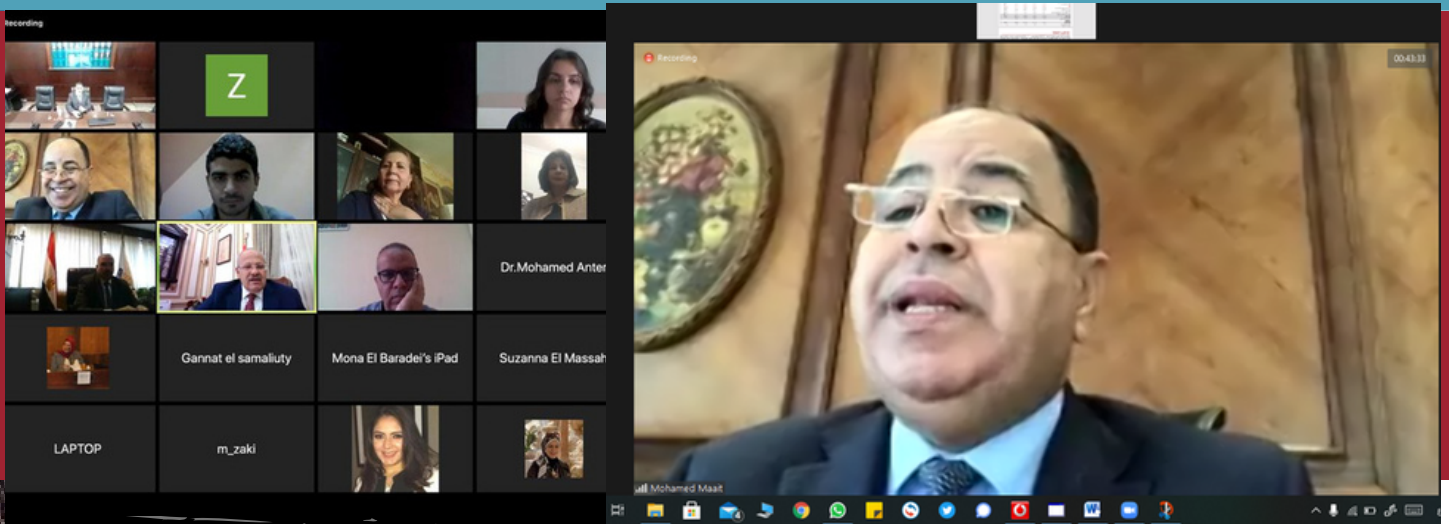 Recording
Z
Dr.Mohamed Anter
Gannat el samaliuty
Mona El Baradei's iPad
Suzanna El Massah
LAPTOP
m_zaki
Recording
00:43:33
Mohamed Maait